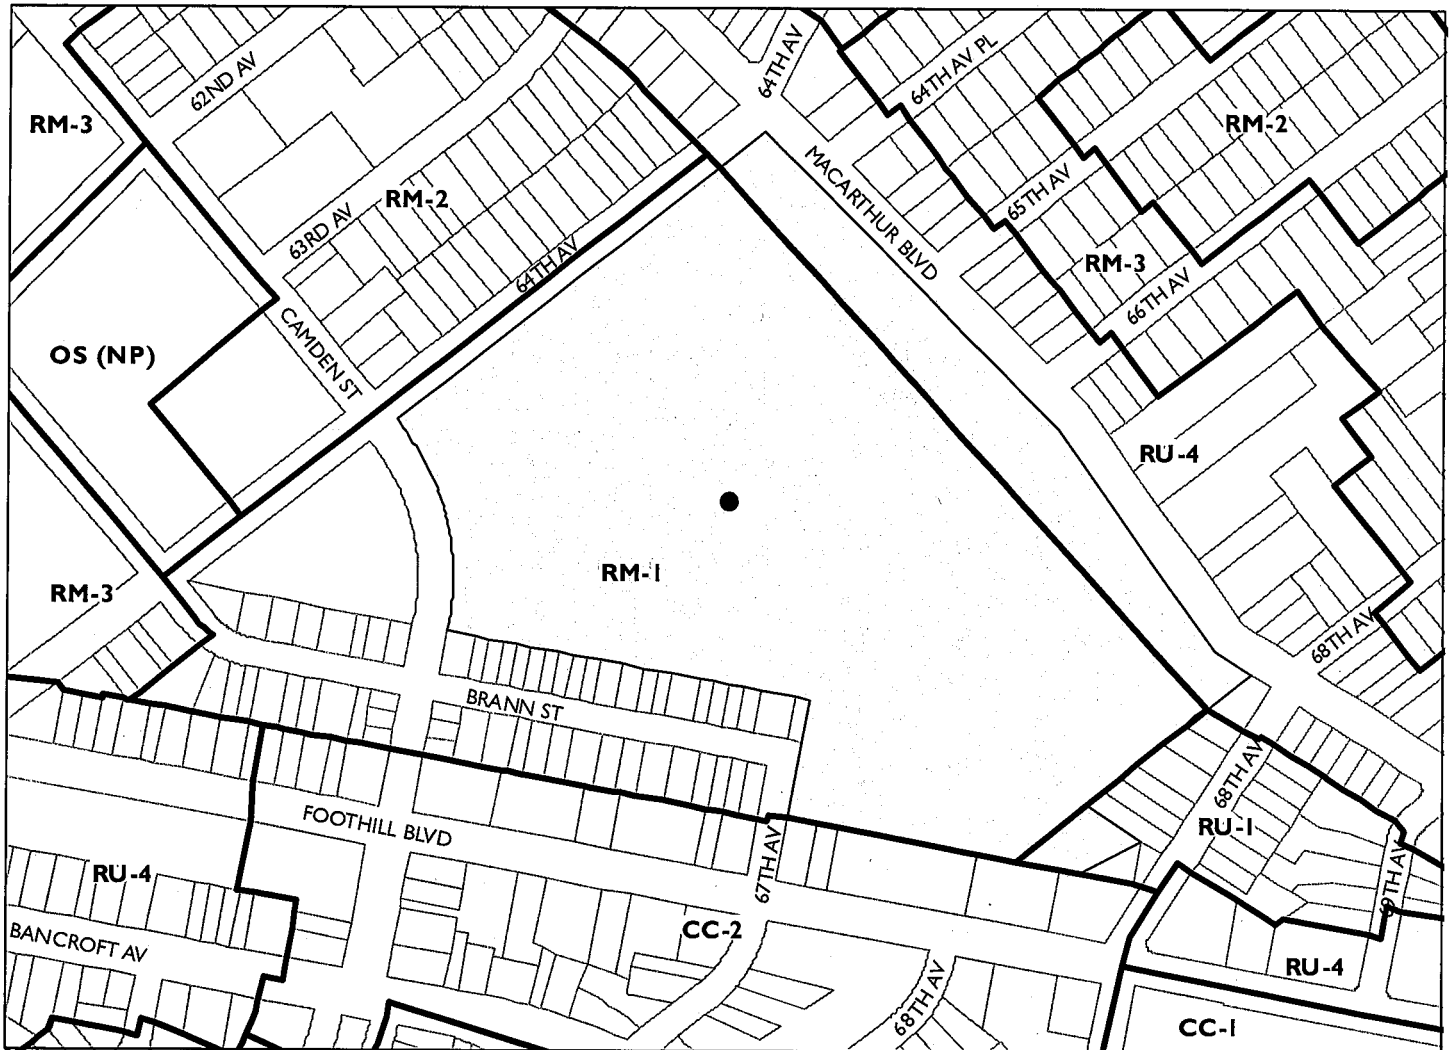 64TH AV
64TH AV PL
62ND AV
RM-3
RM-2
MACARTHUR BLVD
65TH AV
RM-2
63RD AV
64TH AV
RM-3
66TH AV
CAMDEN ST
OS (NP)
RU-4
RM-1
RM-3
68TH AV
BRANN ST
68TH AV
FOOTHILL BLVD
RU-1
67TH AV
RU-4
69TH AV
CC-2
BANCROFT AV
RU-4
68TH AV
CC-1